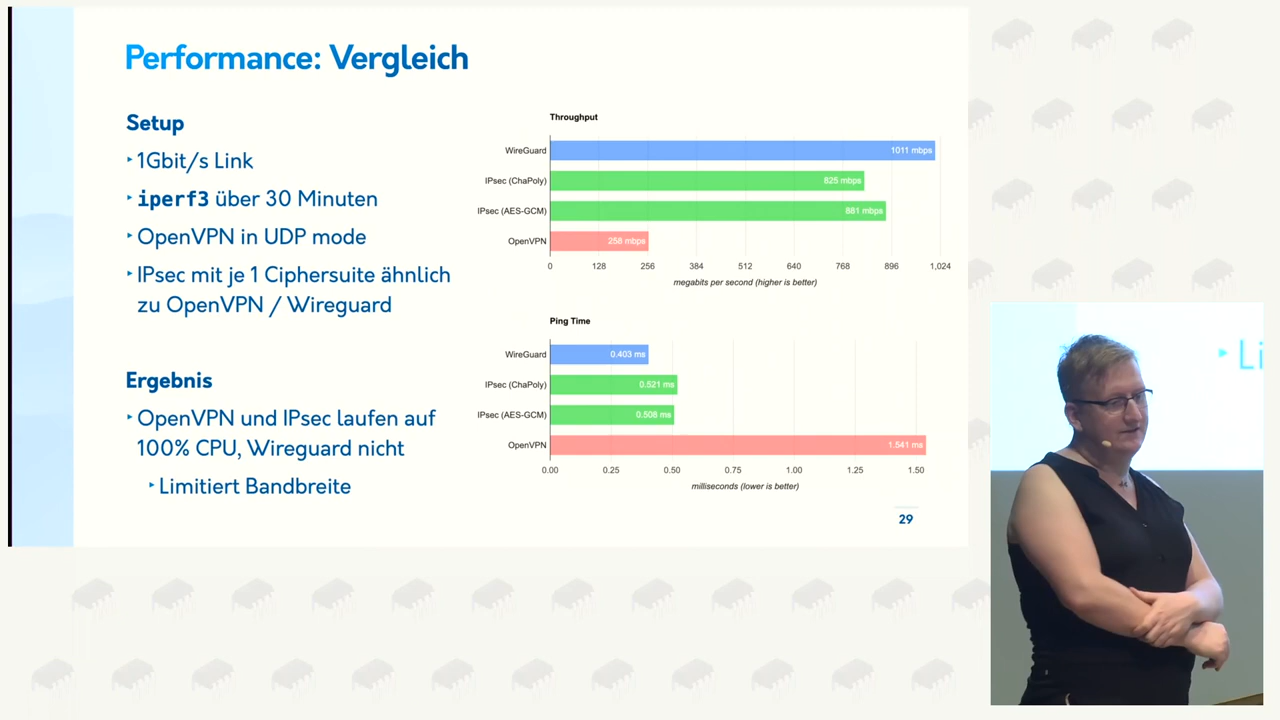 Performance: Vergleich
Setup
‣ 1Gbit/s Link
‣ iperf3 über 30 Minuten
‣ OpenVPN in UDP mode
‣ IPsec mit je 1 Ciphersuite ähnlich
zu OpenVPN / Wireguard
Ergebnis
‣ OpenVPN und IPsec laufen auf
100% CPU, Wireguard nicht
‣ Limitiert Bandbreite
Throughput
WireGuard 1011 mbps
IPsec (ChaPoly) 825 mbps
IPsec (AES-GCM) 881 mbps
OpenVPN 258 mbps
0 128 256 384 512 640 768 896 1,024
megabits per second (higher is better)
Ping Time
WireGuard 0.403 ms
IPsec (ChaPoly) 0.521 ms
IPsec (AES-GCM) 0.508 ms
OpenVPN 1.541 ms
0.00 0.25 0.50 0.75 1.00 1.25 1.50
milliseconds (lower is better)
29
‣ Li